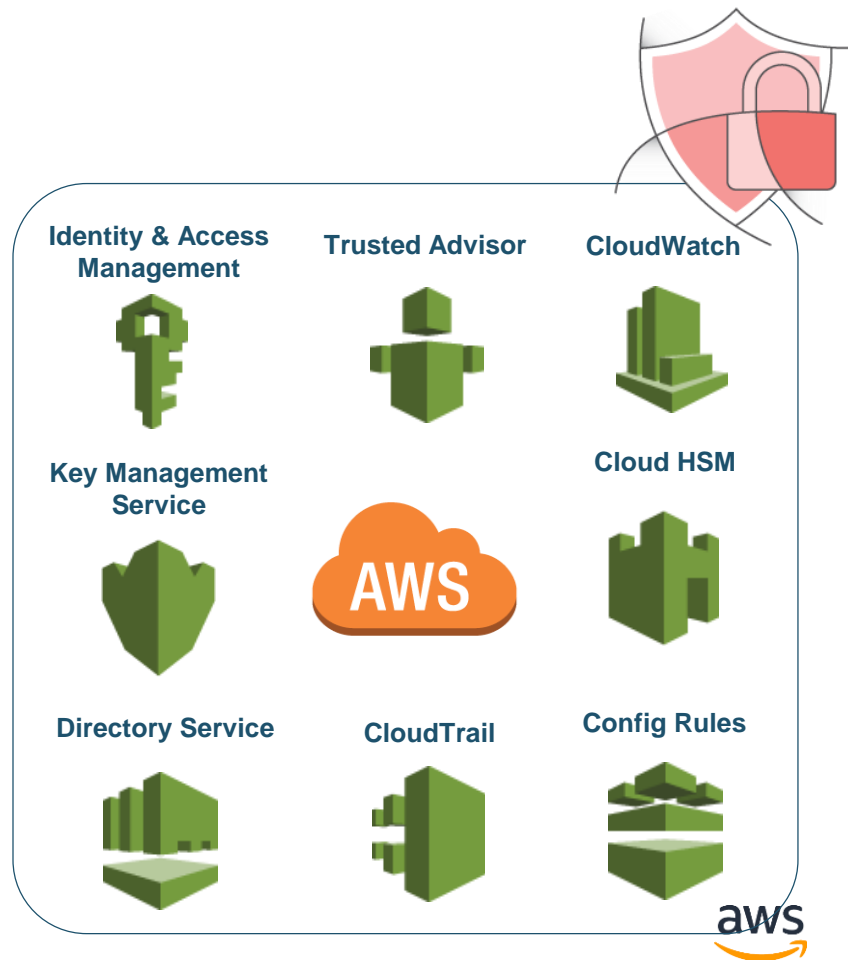 Identity & Access
Management
Trusted Advisor
CloudWatch
Key Management
Service
Cloud HSM
AWS
Directory Service
CloudTrail
Config Rules
aws